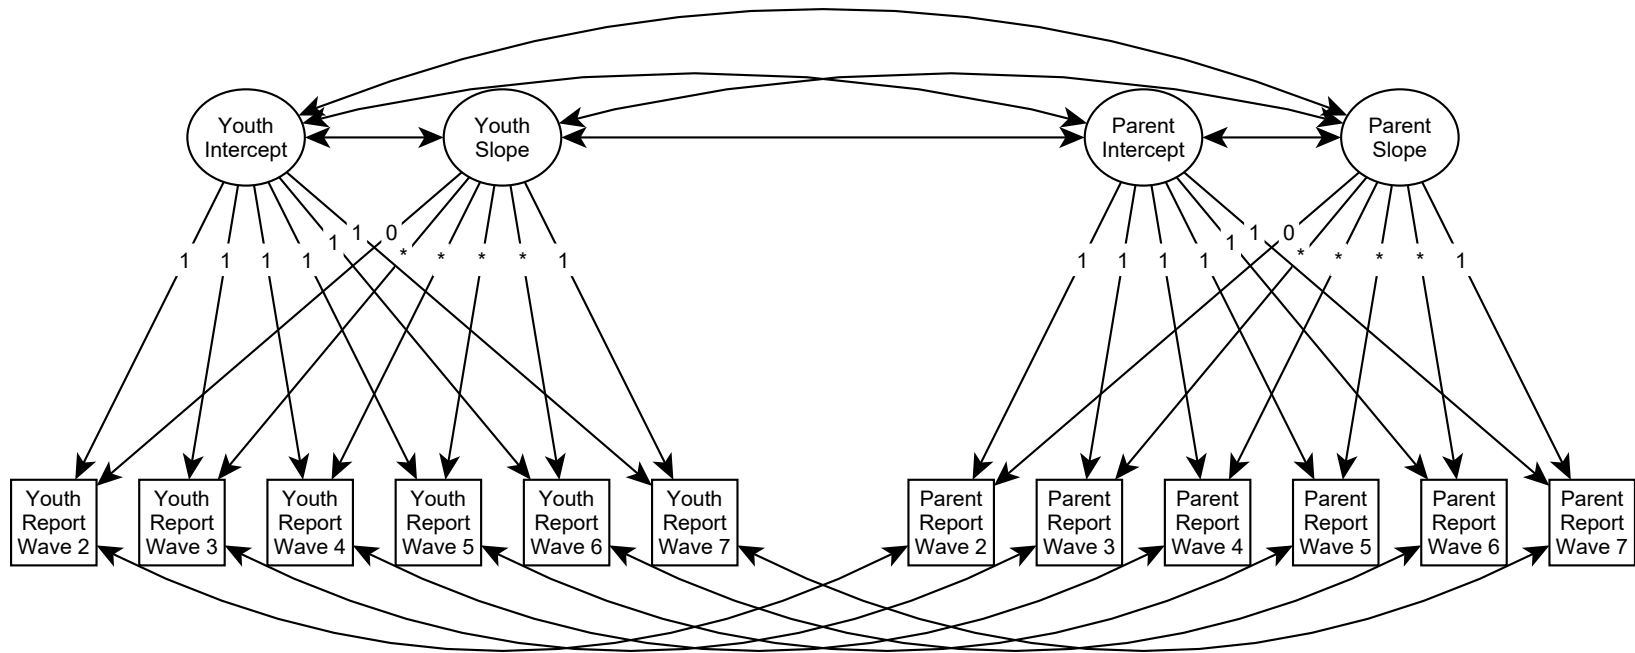 Youth
Intercept
Youth
Slope
Parent
Intercept
Parent
Slope
1
1
1
1
1
1
0
*
*
*
*
1
1
1
1
1
1
1
0
*
*
*
*
1
Youth
Report
Wave 2
Youth
Report
Wave 3
Youth
Report
Wave 4
Youth
Report
Wave 5
Youth
Report
Wave 6
Youth
Report
Wave 7
Parent
Report
Wave 2
Parent
Report
Wave 3
Parent
Report
Wave 4
Parent
Report
Wave 5
Parent
Report
Wave 6
Parent
Report
Wave 7